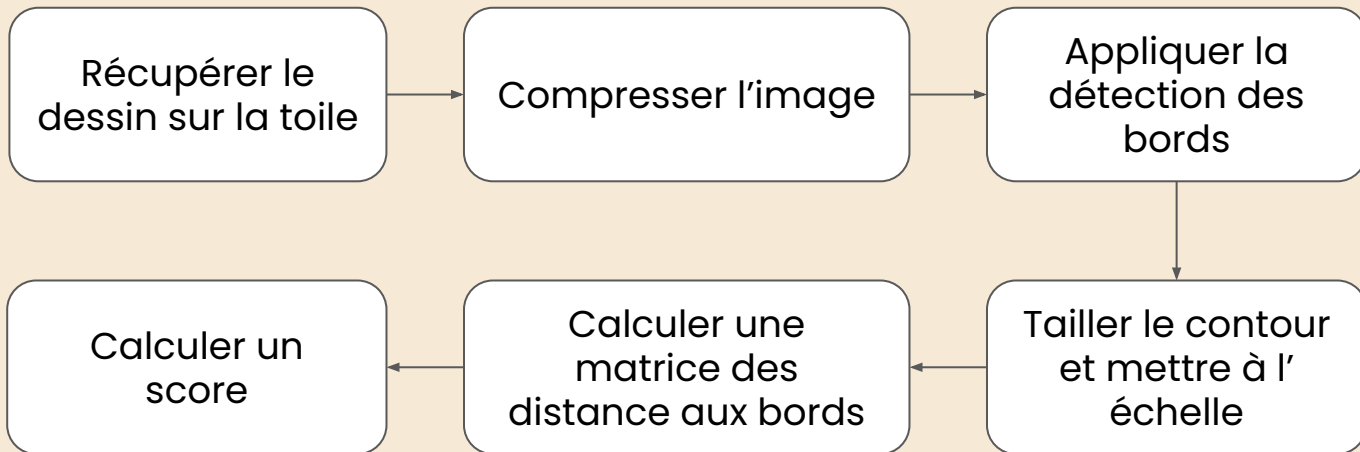 Récupérer le
dessin sur la toile
Compresser l’image
Appliquer la
détection des
bords
Tailler le contour
et mettre à l’
échelle
Calculer une
matrice des
distance aux bords
Calculer un
score